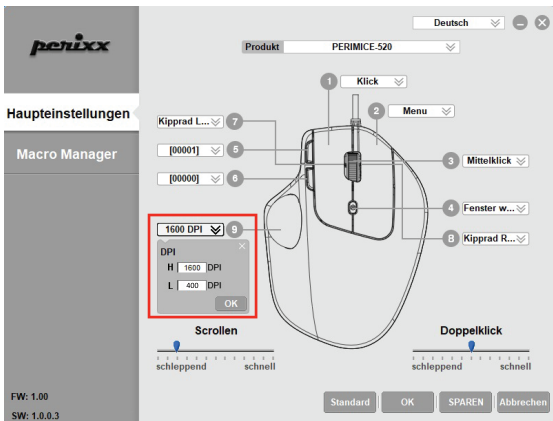 Deutsch
perixx
Produkt PERIMICE-520
1 Klick
2 Menu
Haupteinstellungen
Kipprad L... 7
[00001] 5
Macro Manager
3 Mittelklick
[00000] 6
4 Fenster w...
1600 DPI 9
8 Kipprad R...
DPI
H 1600 DPI
L 400 DPI
OK
Scrollen
Doppelklick
schleppend schnell
schleppend schnell
FW: 1.00
SW: 1.0.0.3
Standard OK SPAREN Abbrechen